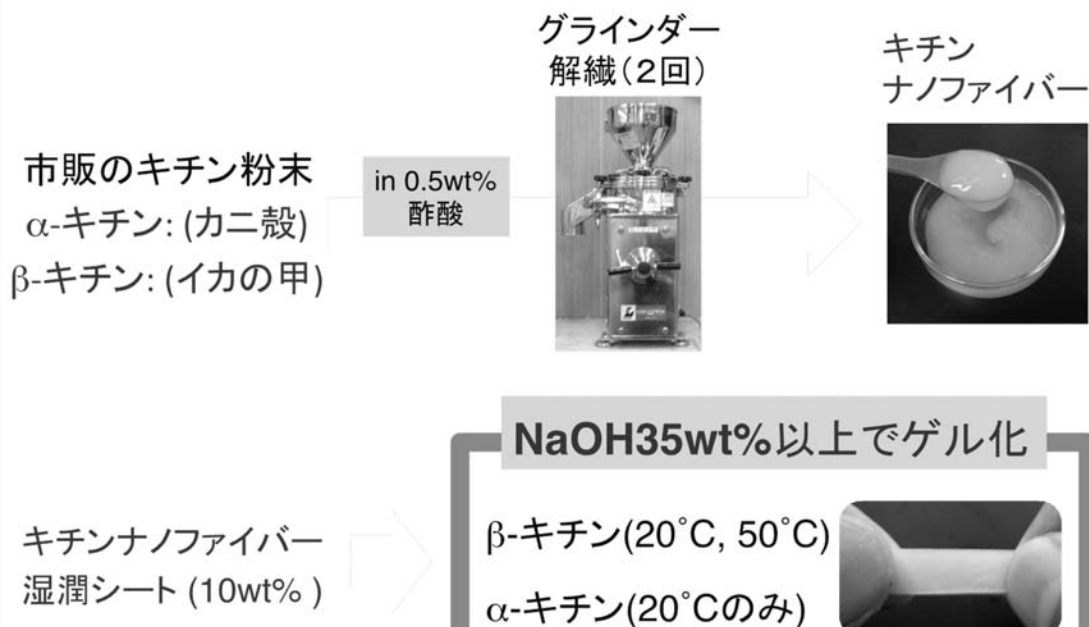 市販のキチン粉末
α-キチン: (カニ殻)
β-キチン: (イカの甲)
in 0.5wt%
酢酸
グラインダー
解繊(2回)
キチン
ナノファイバー
キチンナノファイバー
湿潤シート (10wt% )
NaOH35wt%以上でゲル化
β-キチン(20˚C, 50˚C)
α-キチン(20˚Cのみ)